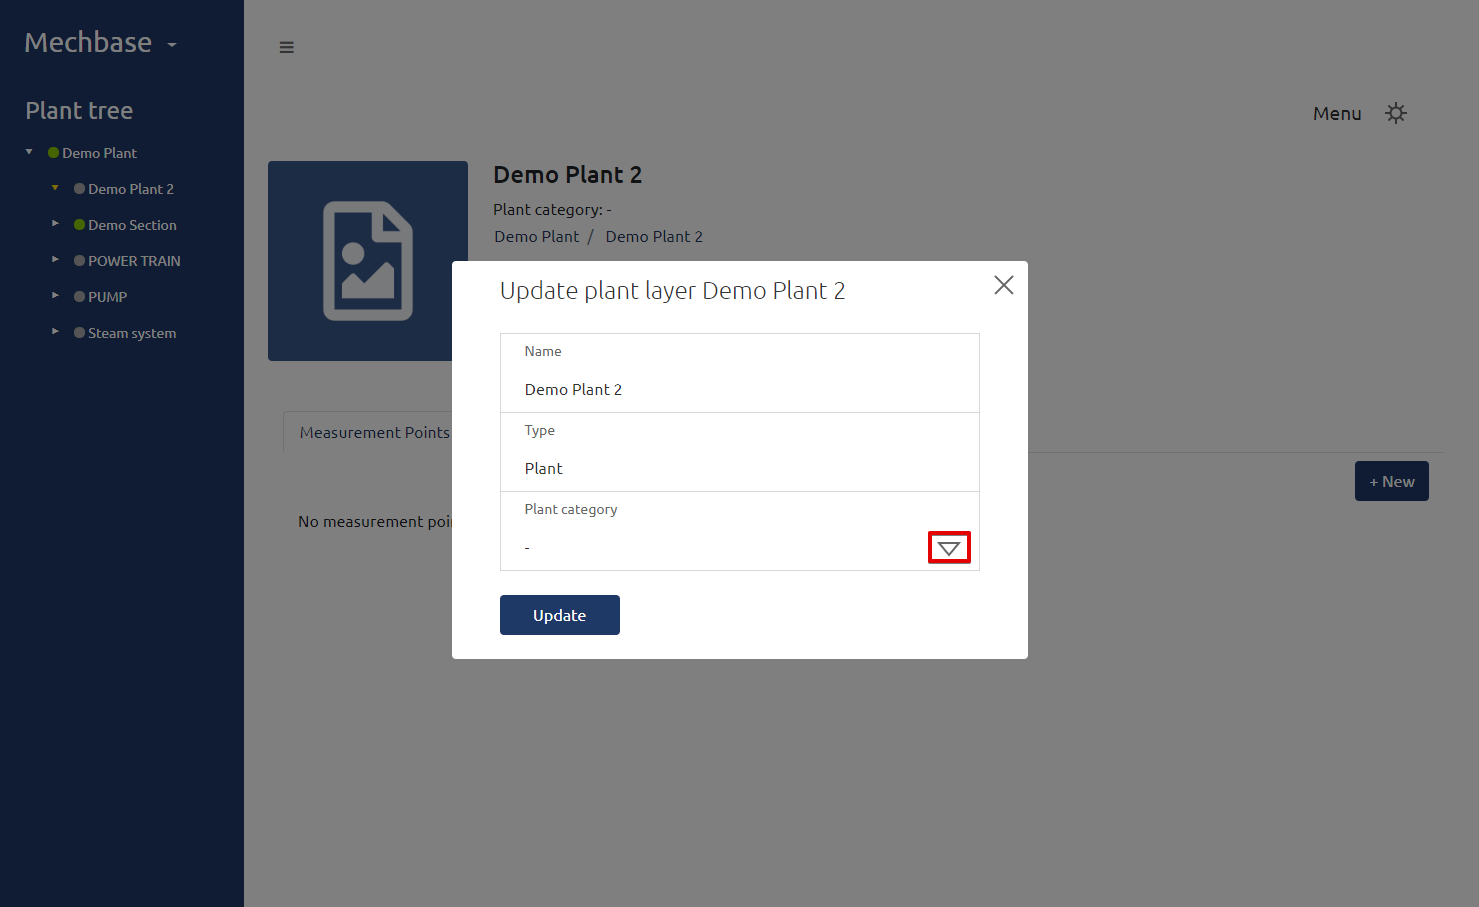 Mechbase
Plant tree
Demo Plant
Demo Plant 2
Demo Section
POWER TRAIN
PUMP
Steam system
Menu
Demo Plant 2
Plant category: -
Demo Plant / Demo Plant 2
Update plant layer Demo Plant 2
Name
Demo Plant 2
Type
Plant
Plant category
-
Update
Measurement Points
+ New
No measurement poi